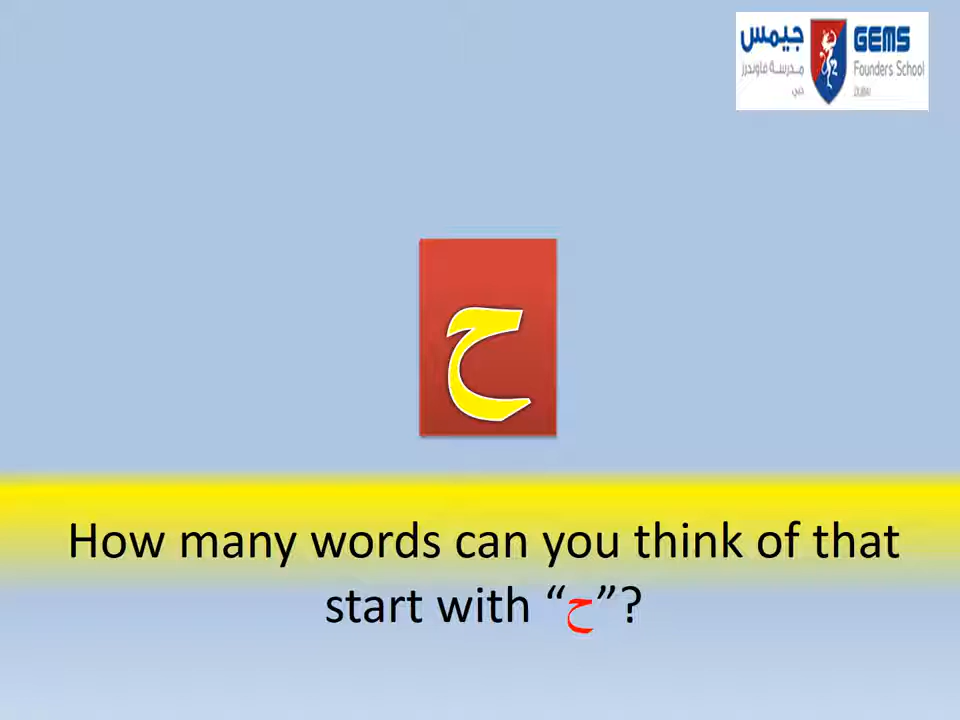 جيمس
مدرسة فاوندرز
دبي
GEMS
Founders School
DUBAI
ح
How many words can you think of that
start with “ح”?